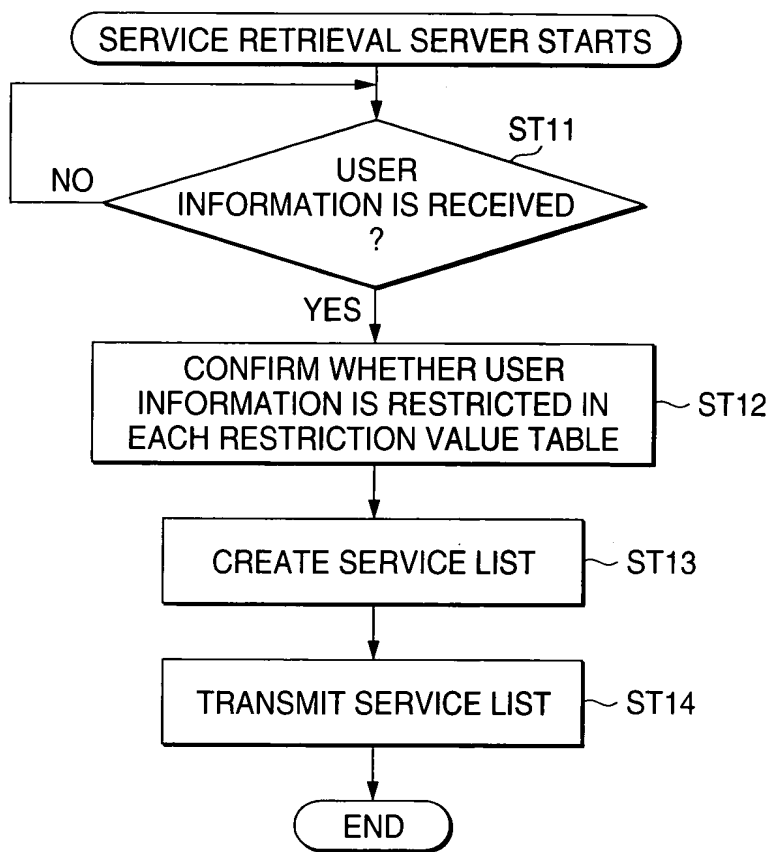 SERVICE RETRIEVAL SERVER STARTS
ST11
USER
INFORMATION IS RECEIVED
?
NO
YES
CONFIRM WHETHER USER
INFORMATION IS RESTRICTED IN
EACH RESTRICTION VALUE TABLE
ST12
CREATE SERVICE LIST
ST13
TRANSMIT SERVICE LIST
ST14
END